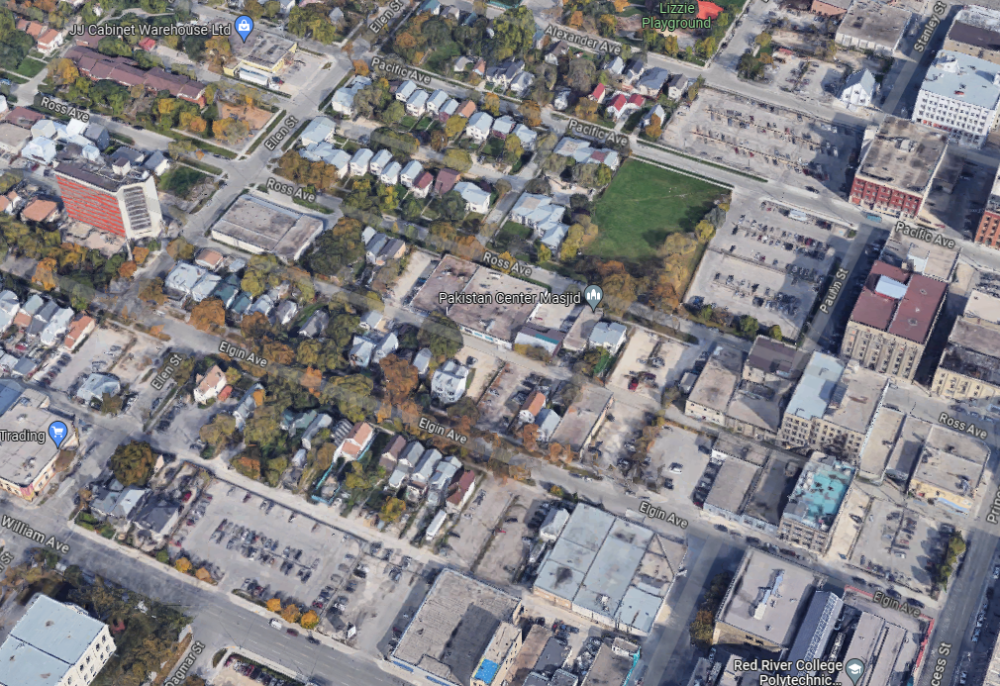 Ellen St
Lizzie
Playground
Stanley St
JJ Cabinet Warehouse Ltd
Alexander Ave
Pacific Ave
Ross Ave
Ellen St
Pacific Ave
Ross Ave
Pacific Ave
Ross Ave
Pakistan Center Masjid
Paulin St
Elgin Ave
Ellen St
Trading
Elgin Ave
Ross Ave
Elgin Ave
William Ave
Elgin Ave
Dagmar St
Red River College
Polytechnic...